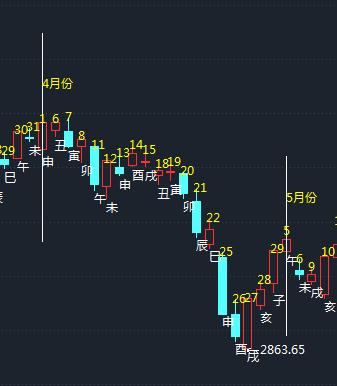 4月份
29 30 31 1 6 7 8 11 12 13 14 15 18 19 20 21 22 25 26 27 28 29 5 6 9 10
巳 午 未 申 丑 寅 卯 午 未 申 酉 戌 丑 寅 卯 辰 巳 申 酉 戌 亥 子 午 未 戌 亥
5月份
2863.65